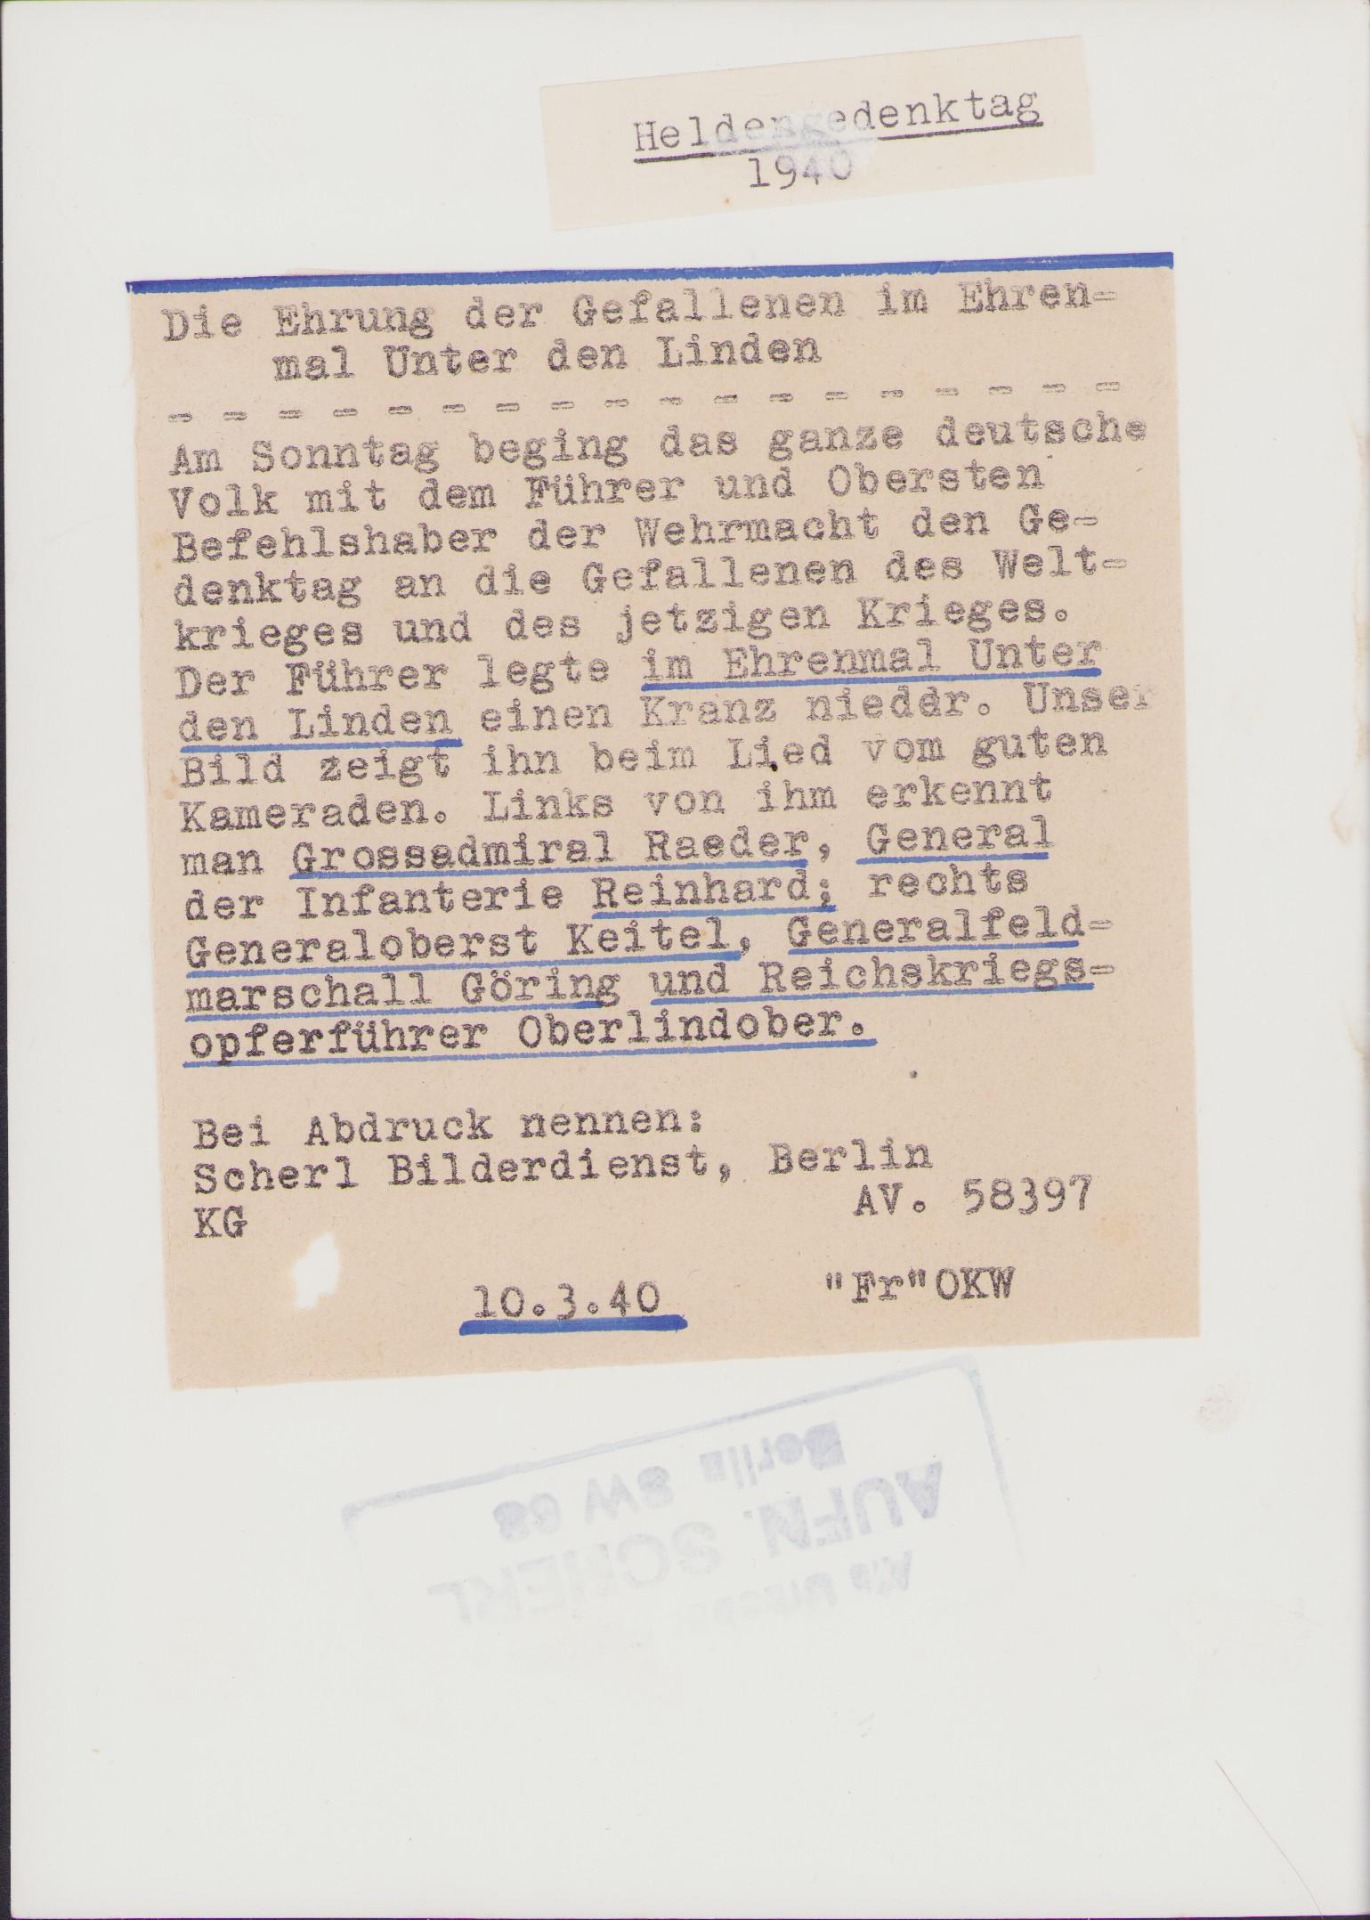 Heldengedenktag
1940
Die Ehrung der Gefallenen im Ehren-
mal Unter den Linden
- - - - - - - - - - - - - - - - - -
Am Sonntag beging das ganze deutsche
Volk mit dem Führer und Obersten
Befehlshaber der Wehrmacht den Ge-
denktag an die Gefallenen des Welt-
krieges und des jetzigen Krieges.
Der Führer legte im Ehrenmal Unter
den Linden einen Kranz nieder. Unser
Bild zeigt ihn beim Lied vom guten
Kameraden. Links von ihm erkennt
man Grossadmiral Raeder, General
der Infanterie Reinhard; rechts
Generaloberst Keitel, Generalfeld-
marschall Göring und Reichskriegs-
opferführer Oberlindober.
Bei Abdruck nennen:
Scherl Bilderdienst, Berlin
KG AV. 58397
10.3.40 "Fr"OKW
Berlin SW 68
AUFN. SCHERL